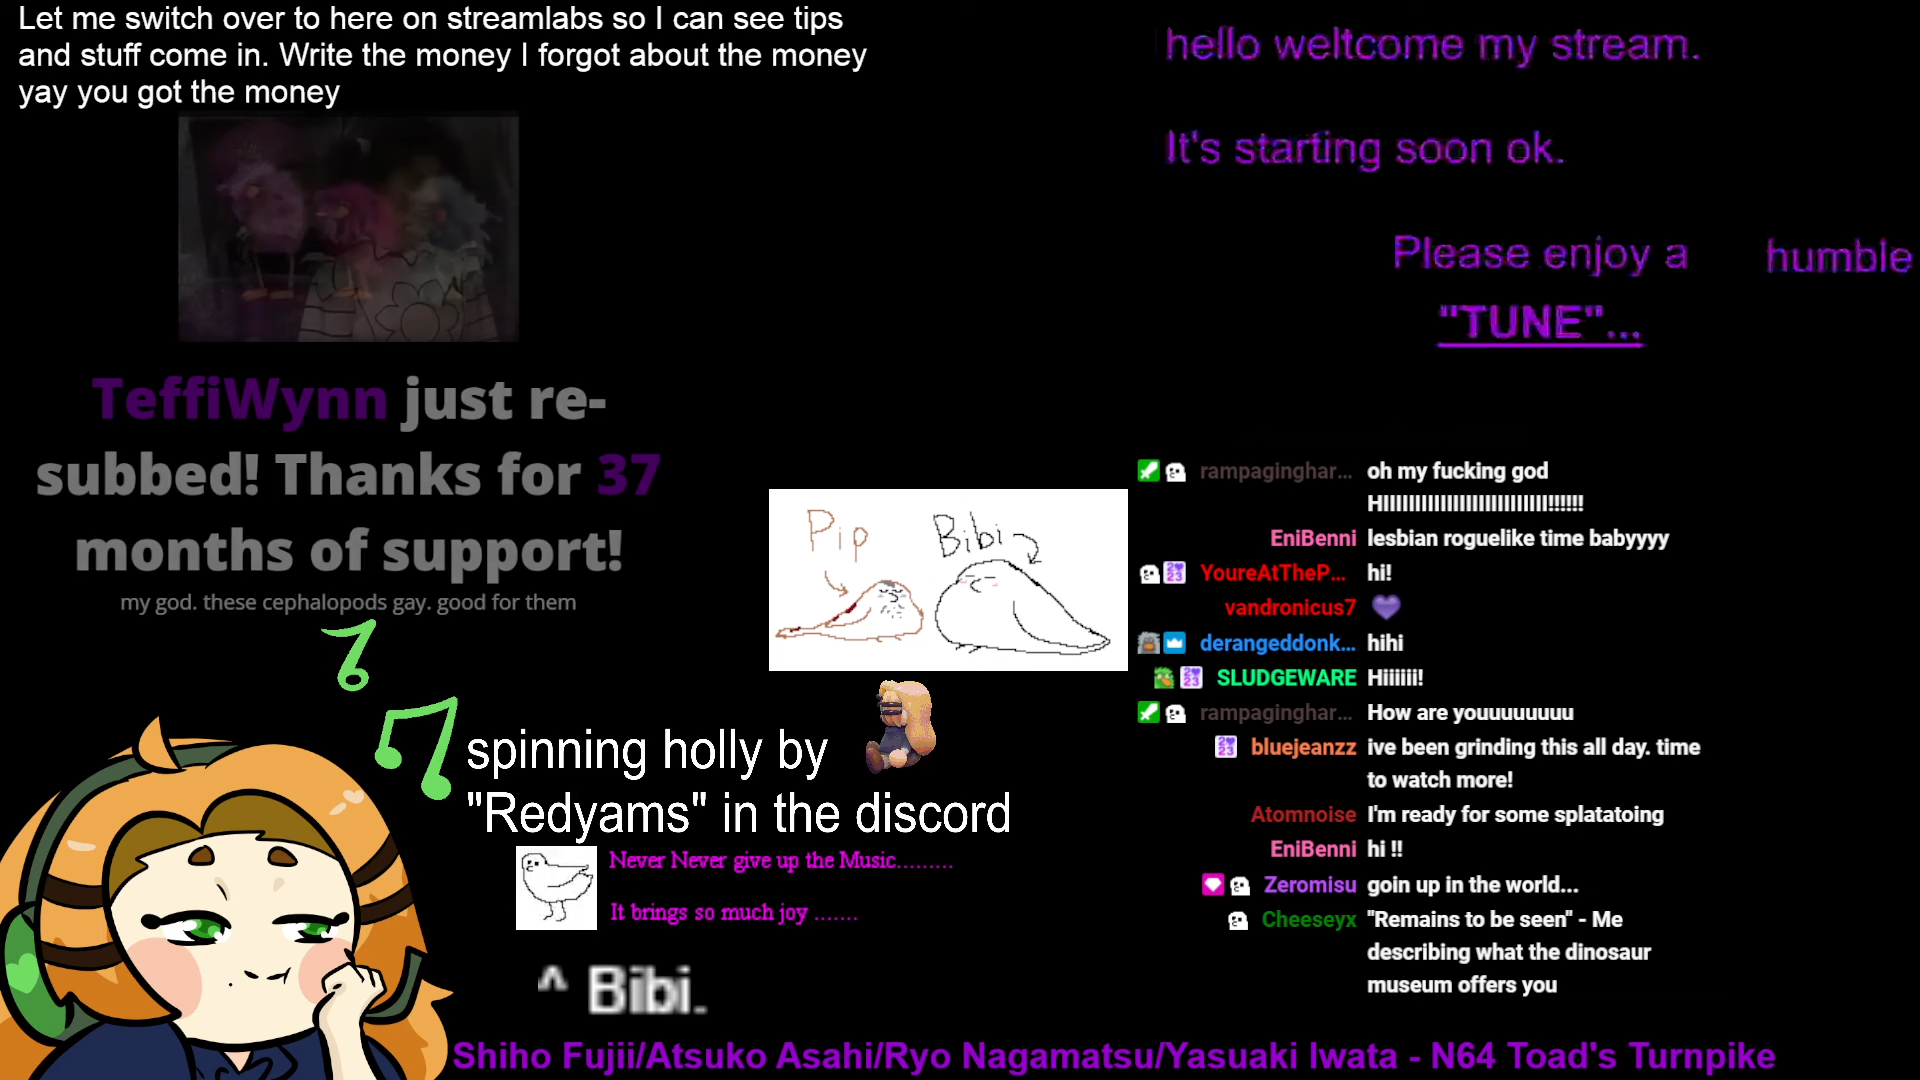 Let me switch over to here on streamlabs so I can see tips
and stuff come in. Write the money I forgot about the money
yay you got the money
hello weltcome my stream.
It's starting soon ok.
Please enjoy a humble
"TUNE"...
TeffiWynn just re-
subbed! Thanks for 37
months of support!
my god. these cephalopods gay. good for them
Pip
Bibi
spinning holly by
"Redyams" in the discord
Never Never give up the Music.........
It brings so much joy .......
^ Bibi.
rampaginghar... oh my fucking god
HIIIIIIIIIIIIIIIIIIIIIIIIIII!!!!!!
EniBenni lesbian roguelike time babyyyy
YoureAtTheP... hi!
vandronicus7
derangeddonk... hihi
SLUDGEWARE Hiiiiii!
rampaginghar... How are youuuuuuuu
bluejeanzz ive been grinding this all day. time
to watch more!
Atomnoise I'm ready for some splatatoing
EniBenni hi !!
Zeromisu goin up in the world...
Cheeseyx "Remains to be seen" - Me
describing what the dinosaur
museum offers you
Shiho Fujii/Atsuko Asahi/Ryo Nagamatsu/Yasuaki Iwata - N64 Toad's Turnpike